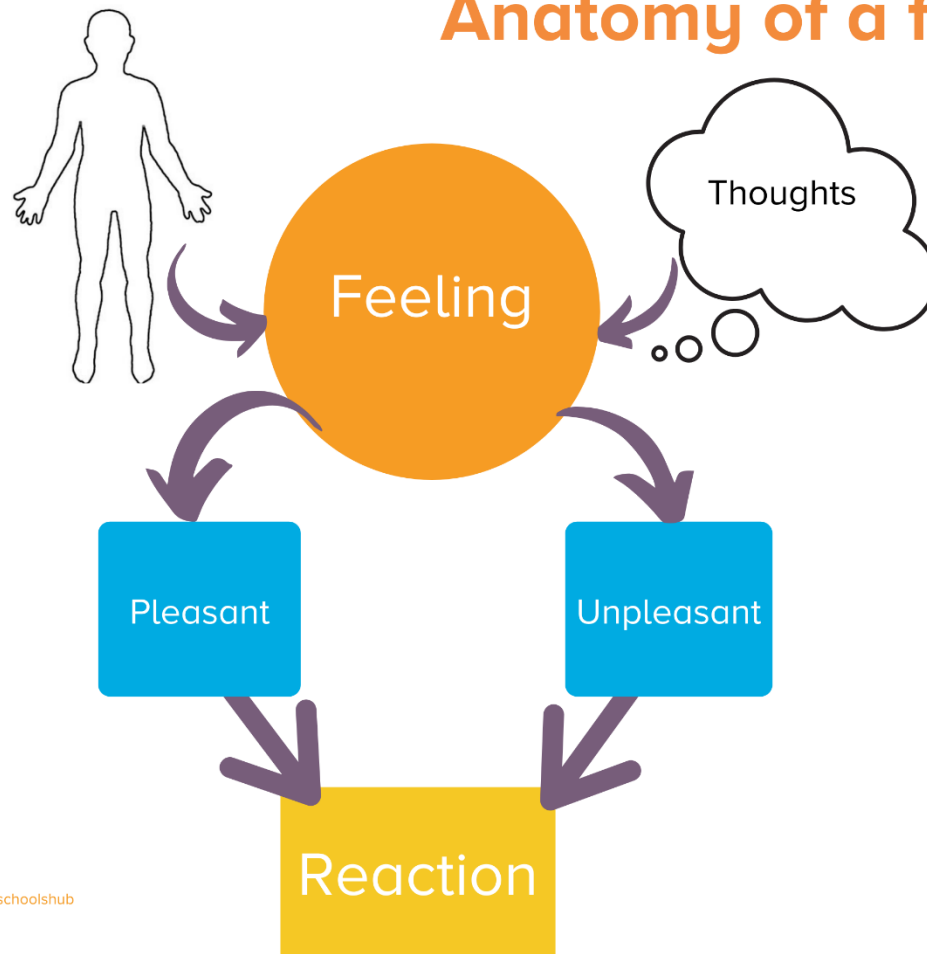 Anatomy of a f
Thoughts
Feeling
Pleasant
Unpleasant
Reaction
schoolshub